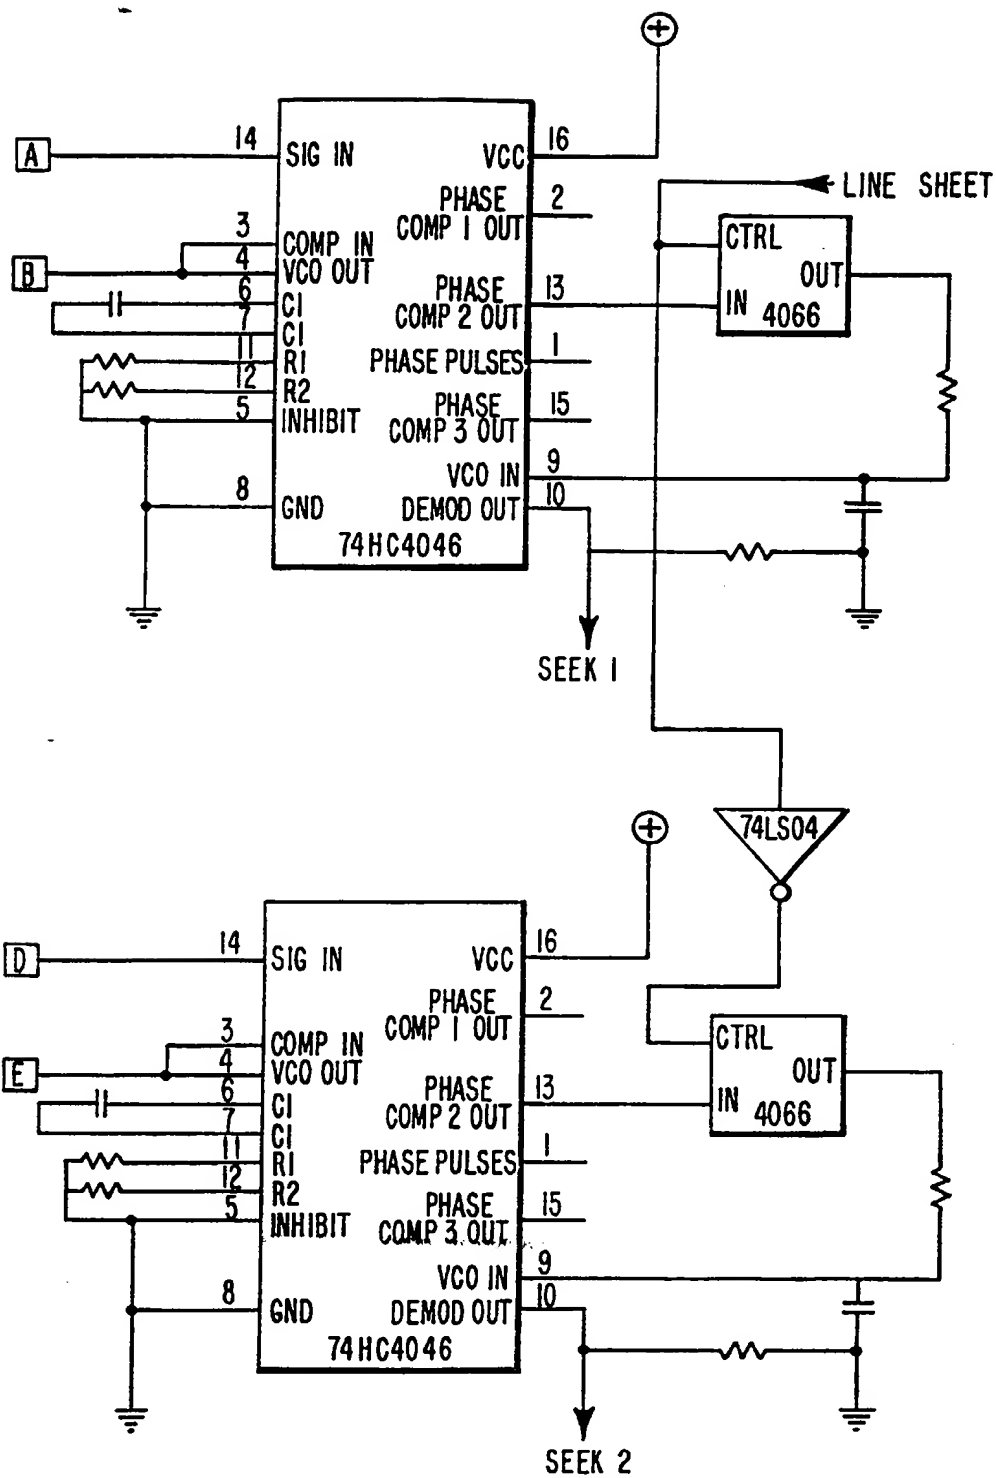 A
14
SIG IN
VCC
16
LINE SHEET
PHASE
COMP 1 OUT
2
3
COMP IN
B
4
VCO OUT
CTRL
OUT
IN
4066
6
CI
PHASE
COMP 2 OUT
13
7
CI
11
R1
PHASE PULSES
1
12
R2
5
INHIBIT
PHASE
COMP 3 OUT
15
VCO IN
9
8
GND
DEMOD OUT
10
74HC4046
SEEK 1
74LS04
D
14
SIG IN
VCC
16
PHASE
COMP 1 OUT
2
3
COMP IN
E
4
VCO OUT
CTRL
OUT
IN
4066
6
CI
PHASE
COMP 2 OUT
13
7
CI
11
R1
PHASE PULSES
1
12
R2
5
INHIBIT
PHASE
COMP 3 OUT
15
VCO IN
9
8
GND
DEMOD OUT
10
74HC4046
SEEK 2